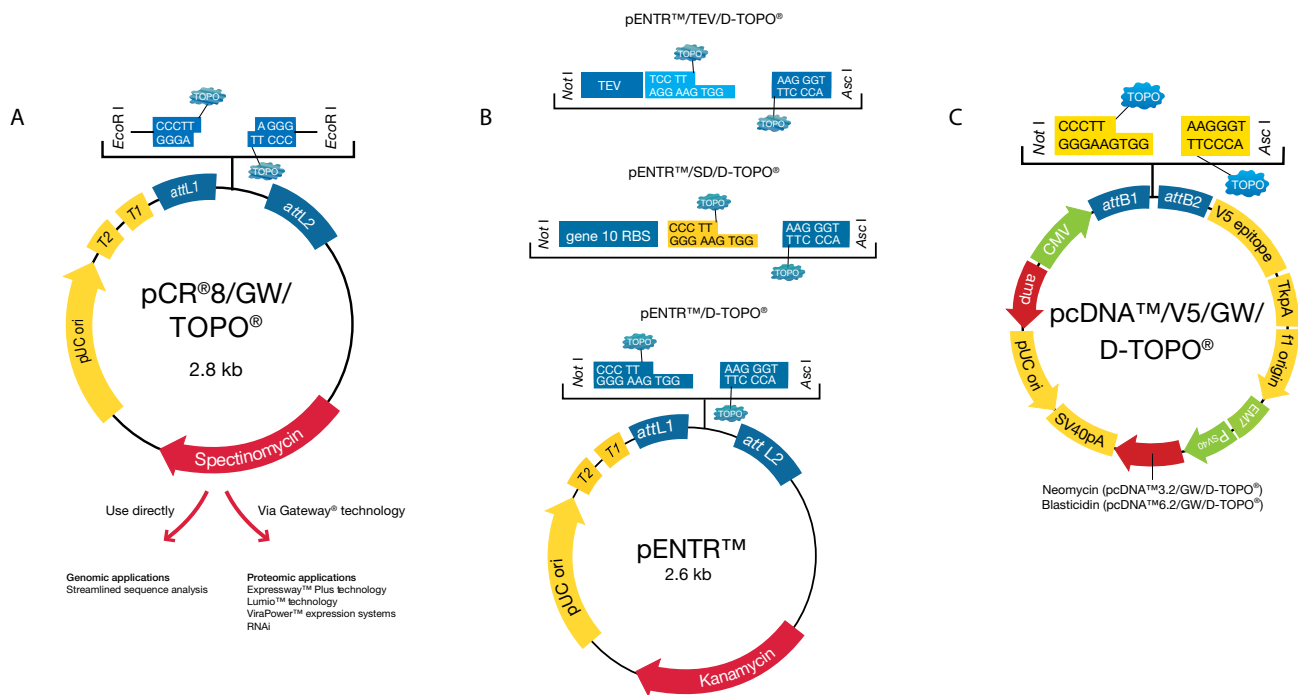 A
EcoR I
TOPO
CCCTT
GGGA
A GGG
TT CCC
TOPO
EcoR I
attL1
attL2
T1
T2
pUC ori
pCR®8/GW/
TOPO®
2.8 kb
Spectinomycin
Use directly
Via Gateway® technology
Genomic applications
Streamlined sequence analysis
Proteomic applications
Expressway™ Plus technology
Lumio™ technology
ViraPower™ expression systems
RNAi
B
pENTR™/TEV/D-TOPO®
Not I
TEV
TOPO
TCC TT
AGG AAG TGG
AAG GGT
TTC CCA
TOPO
Asc I
pENTR™/SD/D-TOPO®
Not I
gene 10 RBS
TOPO
CCC TT
GGG AAG TGG
AAG GGT
TTC CCA
TOPO
Asc I
pENTR™/D-TOPO®
Not I
TOPO
CCC TT
GGG AAG TGG
AAG GGT
TTC CCA
TOPO
Asc I
attL1
att L2
T1
T2
pUC ori
pENTR™
2.6 kb
Kanamycin
C
Not I
CCCTT
GGGAAGTGG
TOPO
AAGGGT
TTCCCA
TOPO
Asc I
attB1
attB2
V5 epitope
TkpA
f1 origin
EM7
PSV40
CMV
amp
pUC ori
SV40pA
pcDNA™/V5/GW/
D-TOPO®
Neomycin (pcDNA™3.2/GW/D-TOPO®)
Blasticidin (pcDNA™6.2/GW/D-TOPO®)